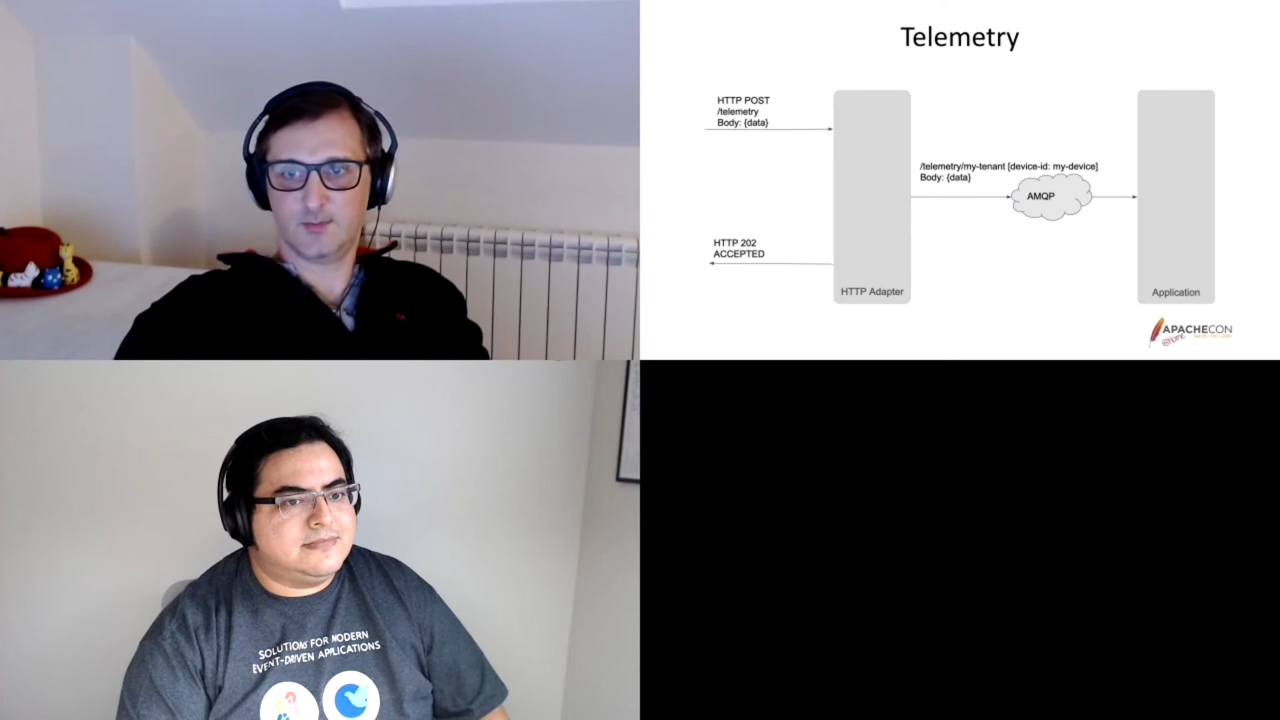 Telemetry
HTTP POST
/telemetry
Body: {data}
/telemetry/my-tenant [device-id: my-device]
Body: {data}
AMQP
HTTP 202
ACCEPTED
HTTP Adapter
Application
APACHECON
@Home
SOLUTIONS FOR MODERN
EVENT-DRIVEN APPLICATIONS